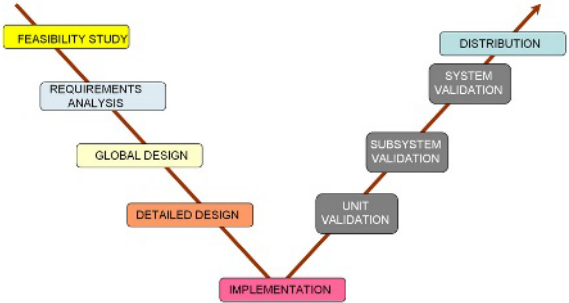 FEASIBILITY STUDY
DISTRIBUTION
SYSTEM
VALIDATION
REQUIREMENTS
ANALYSIS
SUBSYSTEM
VALIDATION
GLOBAL DESIGN
UNIT
VALIDATION
DETAILED DESIGN
IMPLEMENTATION